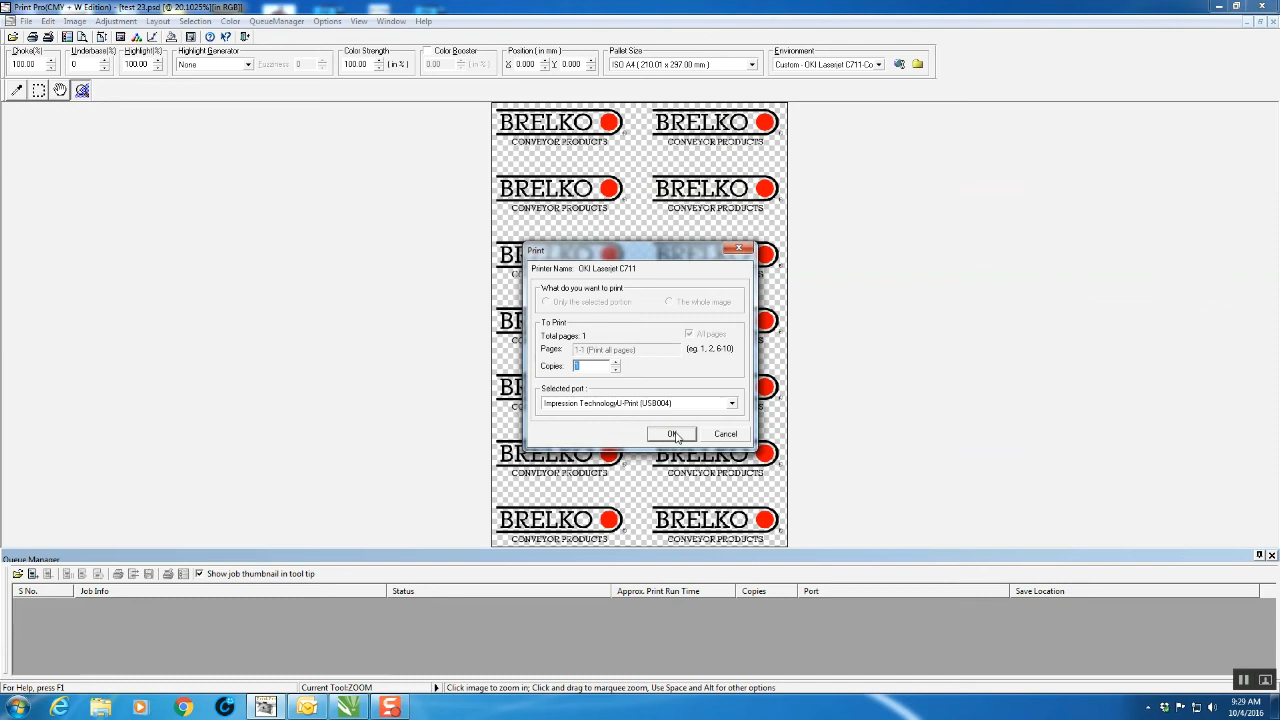 Print Pro(CMY + W Edition) - [test 23.psd [@ 20.1025%][in RGB]]
File Edit Image Adjustment Layout Selection Color QueueManager Options View Window Help
Choke(%) Underbase(%) Highlight(%) Highlight Generator Color Strength Color Booster Position ( in mm ) Pallet Size Environment
100.00 0 100.00 None Fuzziness 0 100.00 ( in % ) 0.00 ( in % ) X 0.000 Y 0.000 ISO A4 ( 210.01 x 297.00 mm ) Custom - OKI Laserjet C711-Co
BRELKO BRELKO
CONVEYOR PRODUCTS CONVEYOR PRODUCTS
BRELKO BRELKO
CONVEYOR PRODUCTS CONVEYOR PRODUCTS
Print
Printer Name: OKI Laserjet C711
What do you want to print
Only the selected portion The whole image
To Print
Total pages: 1 All pages
Pages: 1-1 (Print all pages) (eg. 1, 2, 6-10)
Copies: 1
Selected port :
Impression TechnologyU-Print (USB004)
OK Cancel
CONVEYOR PRODUCTS CONVEYOR PRODUCTS
BRELKO BRELKO
CONVEYOR PRODUCTS CONVEYOR PRODUCTS
Queue Manager
Show job thumbnail in tool tip
S No. Job Info Status Approx. Print Run Time Copies Port Save Location
For Help, press F1 Current Tool:ZOOM Click image to zoom in; Click and drag to marquee zoom, Use Space and Alt for other options
9:29 AM
10/4/2016